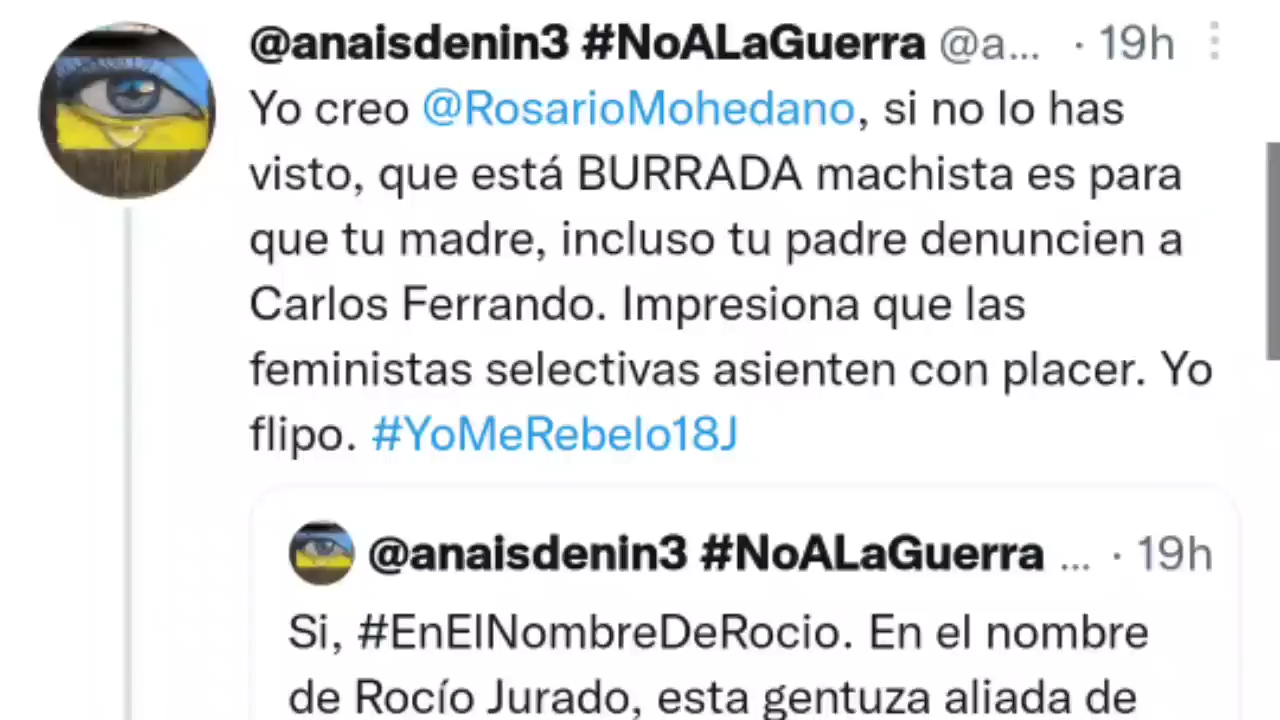 @anaisdenin3 #NoALaGuerra @a... · 19h
Yo creo @RosarioMohedano, si no lo has
visto, que está BURRADA machista es para
que tu madre, incluso tu padre denuncien a
Carlos Ferrando. Impresiona que las
feministas selectivas asienten con placer. Yo
flipo. #YoMeRebelo18J
@anaisdenin3 #NoALaGuerra ... · 19h
Si, #EnElNombreDeRocio. En el nombre
de Rocío Jurado, esta gentuza aliada de